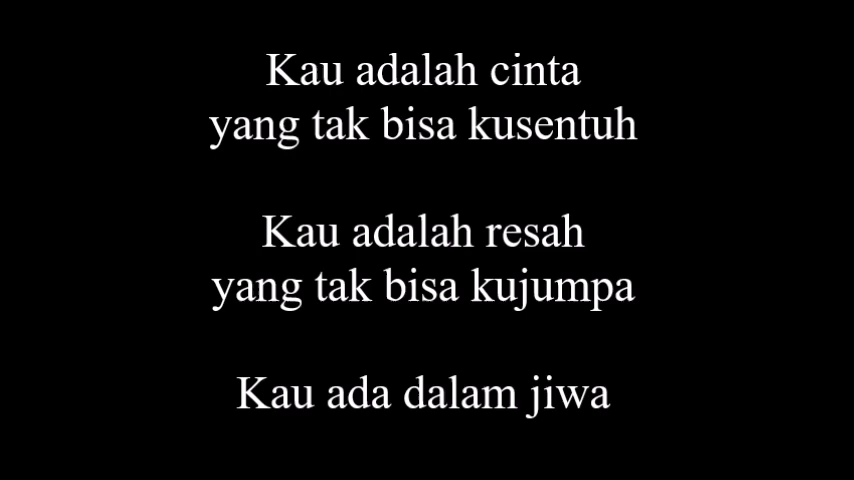 Kau adalah cinta
yang tak bisa kusentuh
Kau adalah resah
yang tak bisa kujumpa
Kau ada dalam jiwa